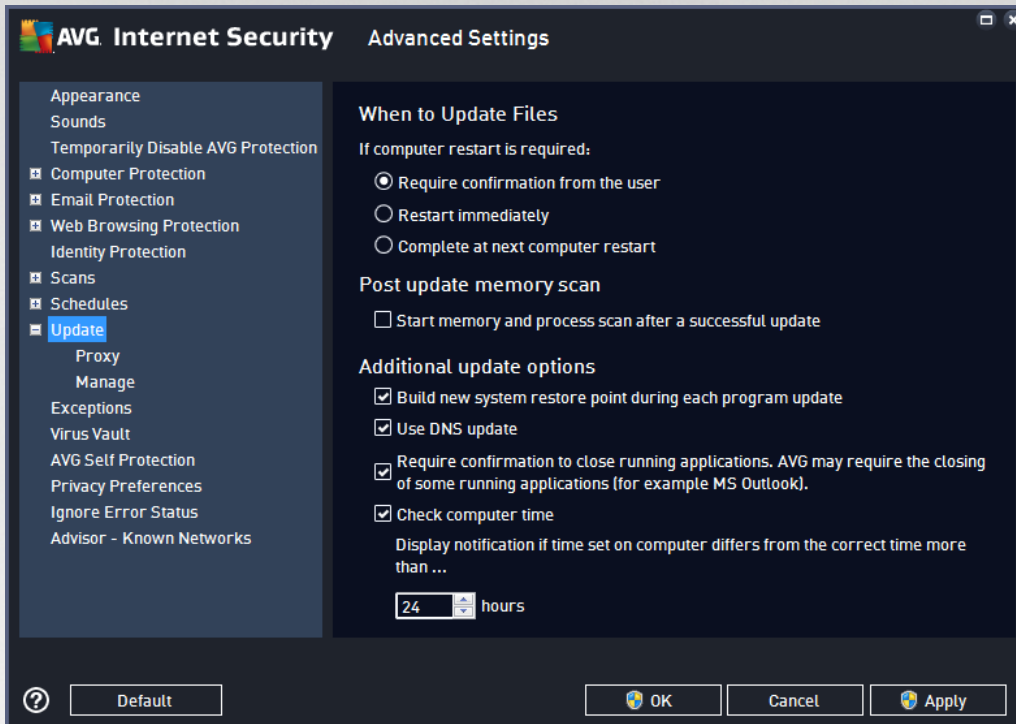 AVG. Internet Security Advanced Settings
Appearance
Sounds
Temporarily Disable AVG Protection
Computer Protection
Email Protection
Web Browsing Protection
Identity Protection
Scans
Schedules
Update
Proxy
Manage
Exceptions
Virus Vault
AVG Self Protection
Privacy Preferences
Ignore Error Status
Advisor - Known Networks
When to Update Files
If computer restart is required:
Require confirmation from the user
Restart immediately
Complete at next computer restart
Post update memory scan
Start memory and process scan after a successful update
Additional update options
Build new system restore point during each program update
Use DNS update
Require confirmation to close running applications. AVG may require the closing
of some running applications (for example MS Outlook).
Check computer time
Display notification if time set on computer differs from the correct time more
than ...
24 hours
? Default OK Cancel Apply